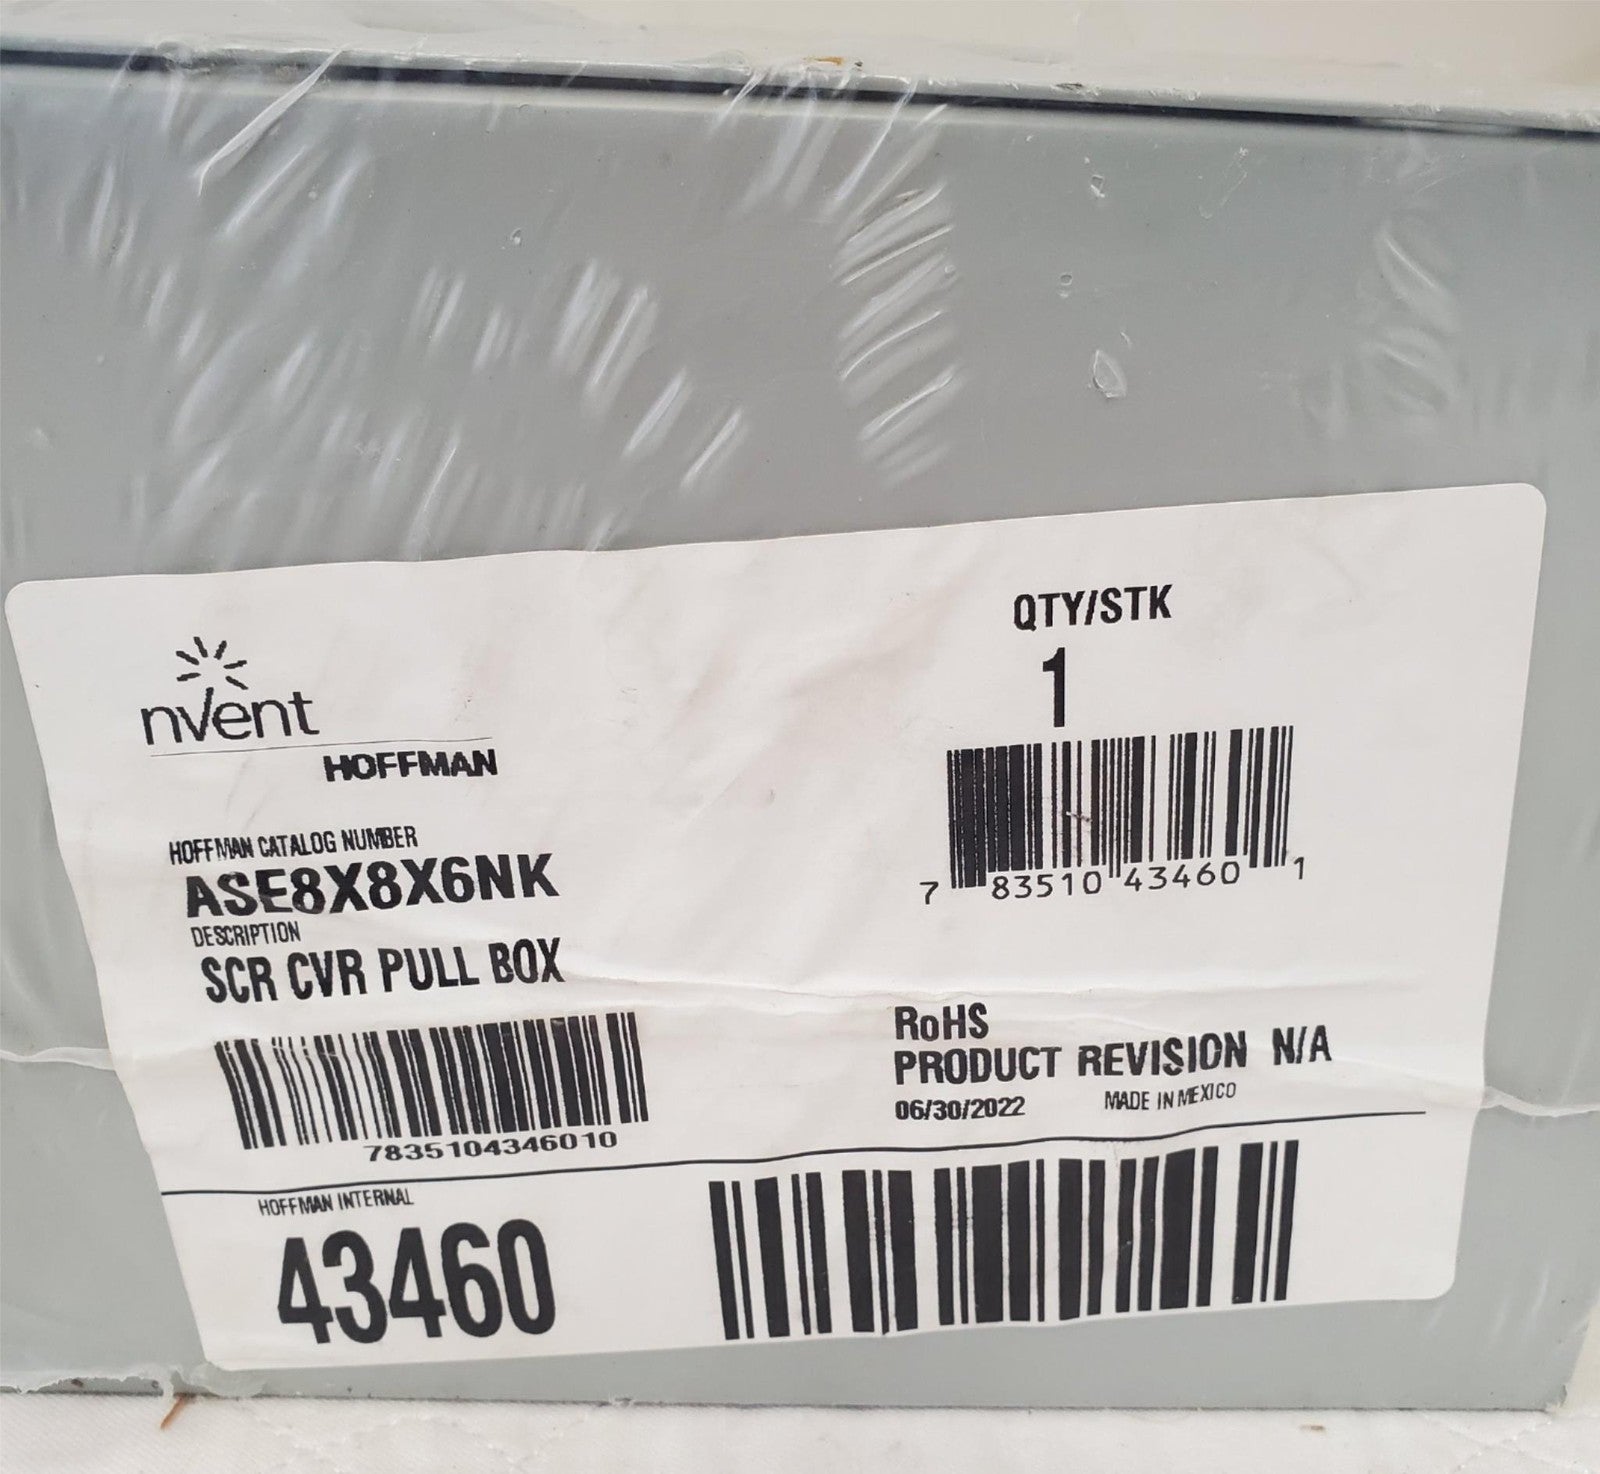 nVent
HOFFMAN
HOFFMAN CATALOG NUMBER
ASE8X8X6NK
DESCRIPTION
SCR CVR PULL BOX
7835104346010
QTY/STK
1
7 83510 43460 1
RoHS
PRODUCT REVISION N/A
06/30/2022 MADE IN MEXICO
HOFFMAN INTERNAL
43460